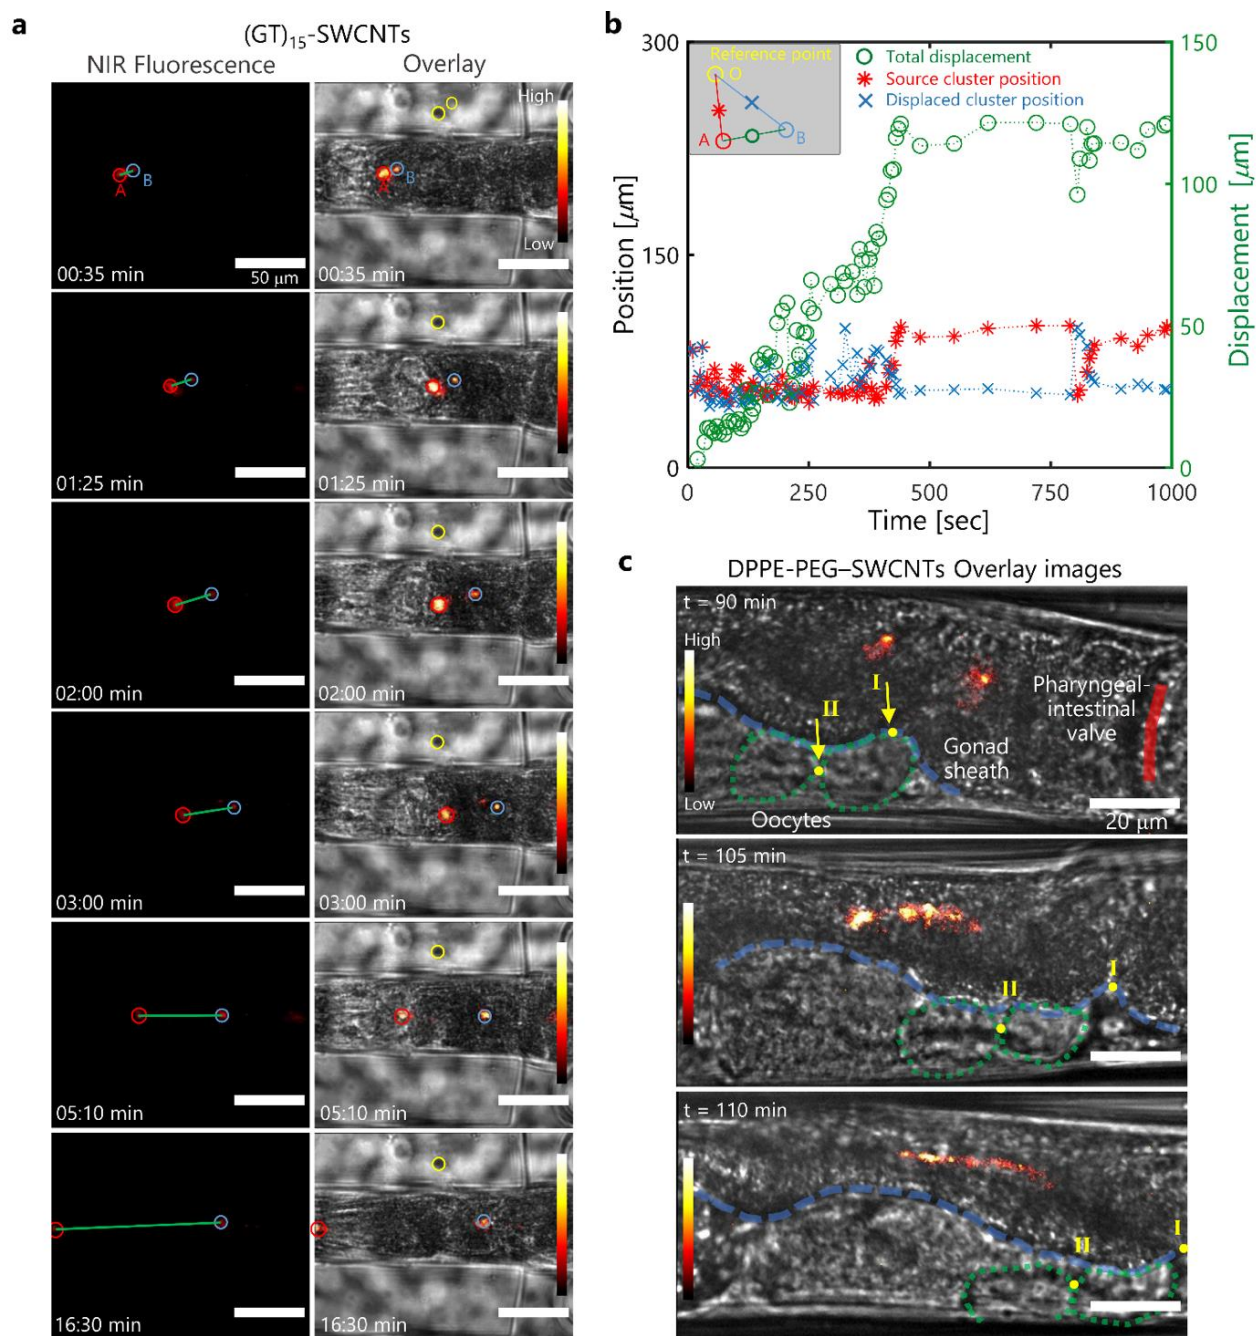 a
(GT)15-SWCNTs
NIR Fluorescence
Overlay
A
B
00:35 min
50 μm
O
High
A
B
Low
00:35 min
01:25 min
01:25 min
02:00 min
02:00 min
03:00 min
03:00 min
05:10 min
05:10 min
16:30 min
16:30 min
b
300
150
0
Position [μm]
Reference point
O
A
B
Total displacement
Source cluster position
Displaced cluster position
150
100
50
0
Displacement [μm]
0
250
500
750
1000
Time [sec]
c
DPPE-PEG–SWCNTs Overlay images
t = 90 min
High
Low
I
II
Pharyngeal-
intestinal
valve
Gonad
sheath
Oocytes
20 μm
t = 105 min
I
II
t = 110 min
I
II